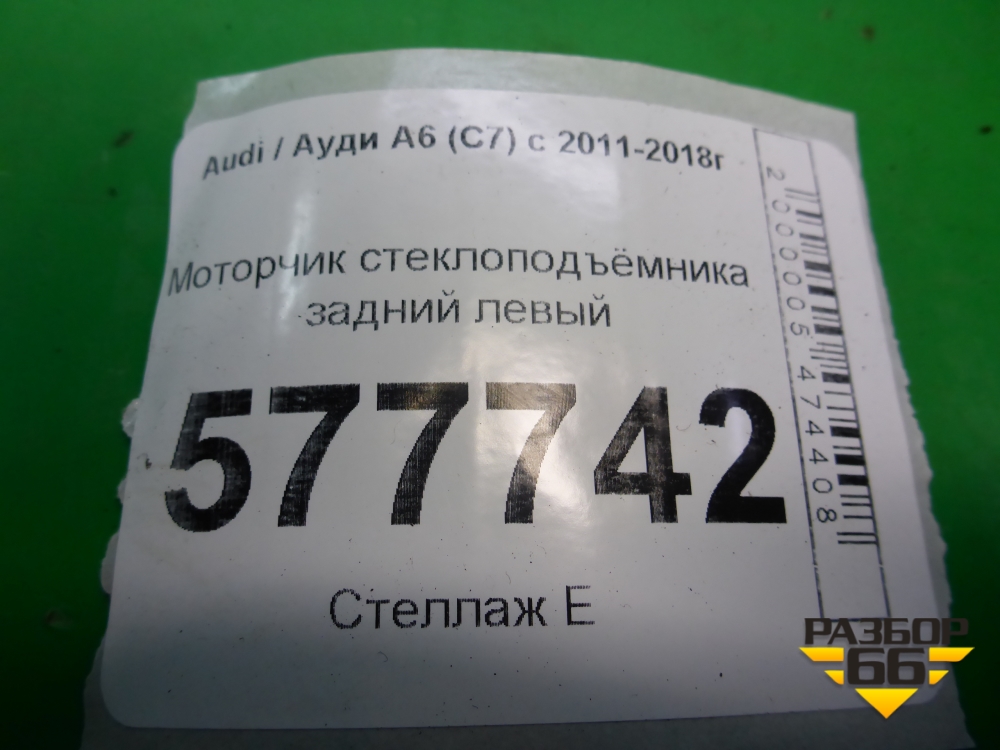 Audi / Ауди А6 (С7) с 2011-2018г
Моторчик стеклоподъёмника
задний левый
577742
Стеллаж Е
2000005474408
РАЗБОР
66